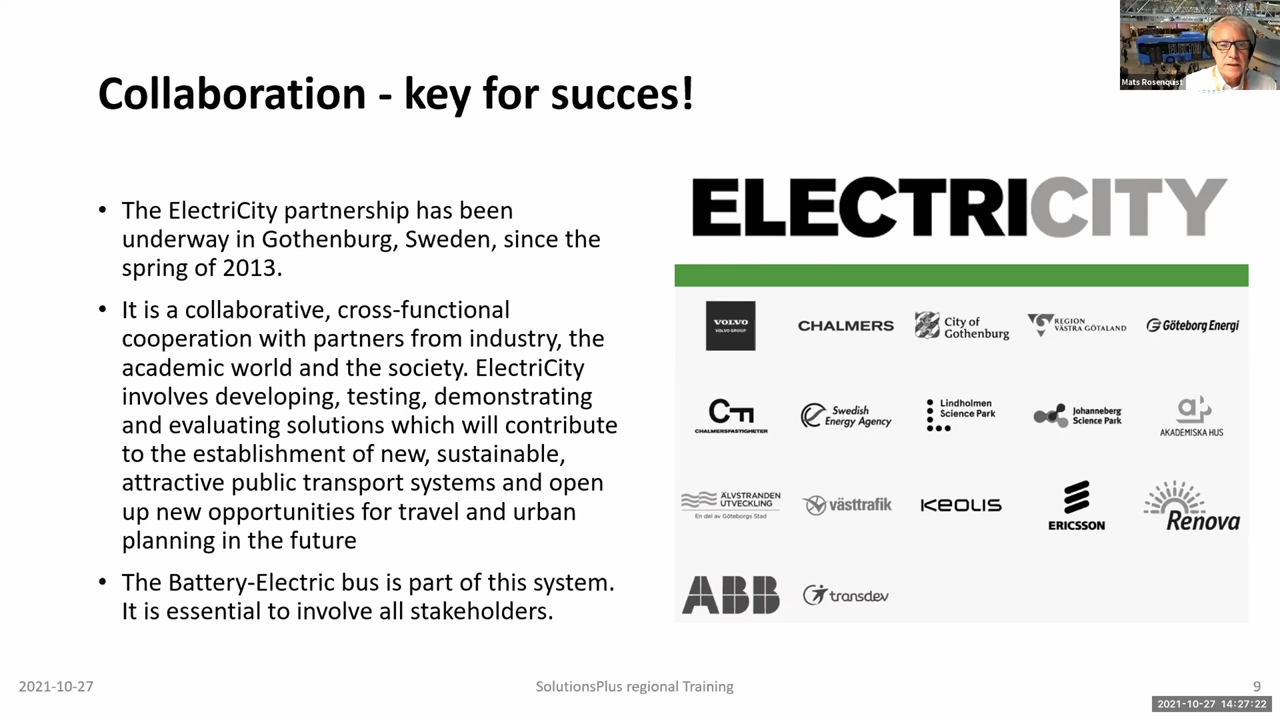 Collaboration - key for succes!
Mats Rosenquist
• The ElectriCity partnership has been
underway in Gothenburg, Sweden, since the
spring of 2013.
• It is a collaborative, cross-functional
cooperation with partners from industry, the
academic world and the society. ElectriCity
involves developing, testing, demonstrating
and evaluating solutions which will contribute
to the establishment of new, sustainable,
attractive public transport systems and open
up new opportunities for travel and urban
planning in the future
• The Battery-Electric bus is part of this system.
It is essential to involve all stakeholders.
ELECTRICITY
VOLVO
VOLVO GROUP
CHALMERS
City of
Gothenburg
REGION
VÄSTRA GÖTALAND
Göteborg Energi
CF
CHALMERSFASTIGHETER
Swedish
Energy Agency
Lindholmen
Science Park
Johanneberg
Science Park
ap
AKADEMISKA HUS
ÄLVSTRANDEN
UTVECKLING
En del av Göteborgs Stad
västtrafik
KEOLIS
ERICSSON
Renova
ABB
transdev
2021-10-27
SolutionsPlus regional Training
9
2021-10-27 14:27:22